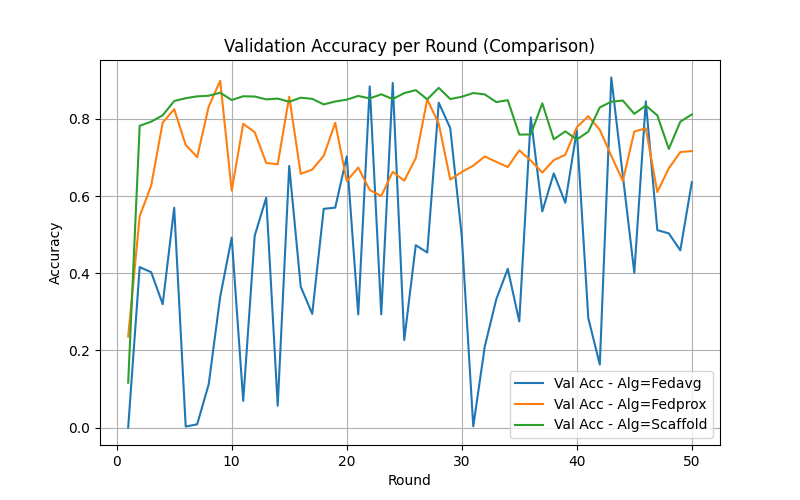 Validation Accuracy per Round (Comparison)
Accuracy
0.8
0.6
0.4
0.2
0.0
0 10 20 30 40 50
Round
Val Acc - Alg=Fedavg
Val Acc - Alg=Fedprox
Val Acc - Alg=Scaffold